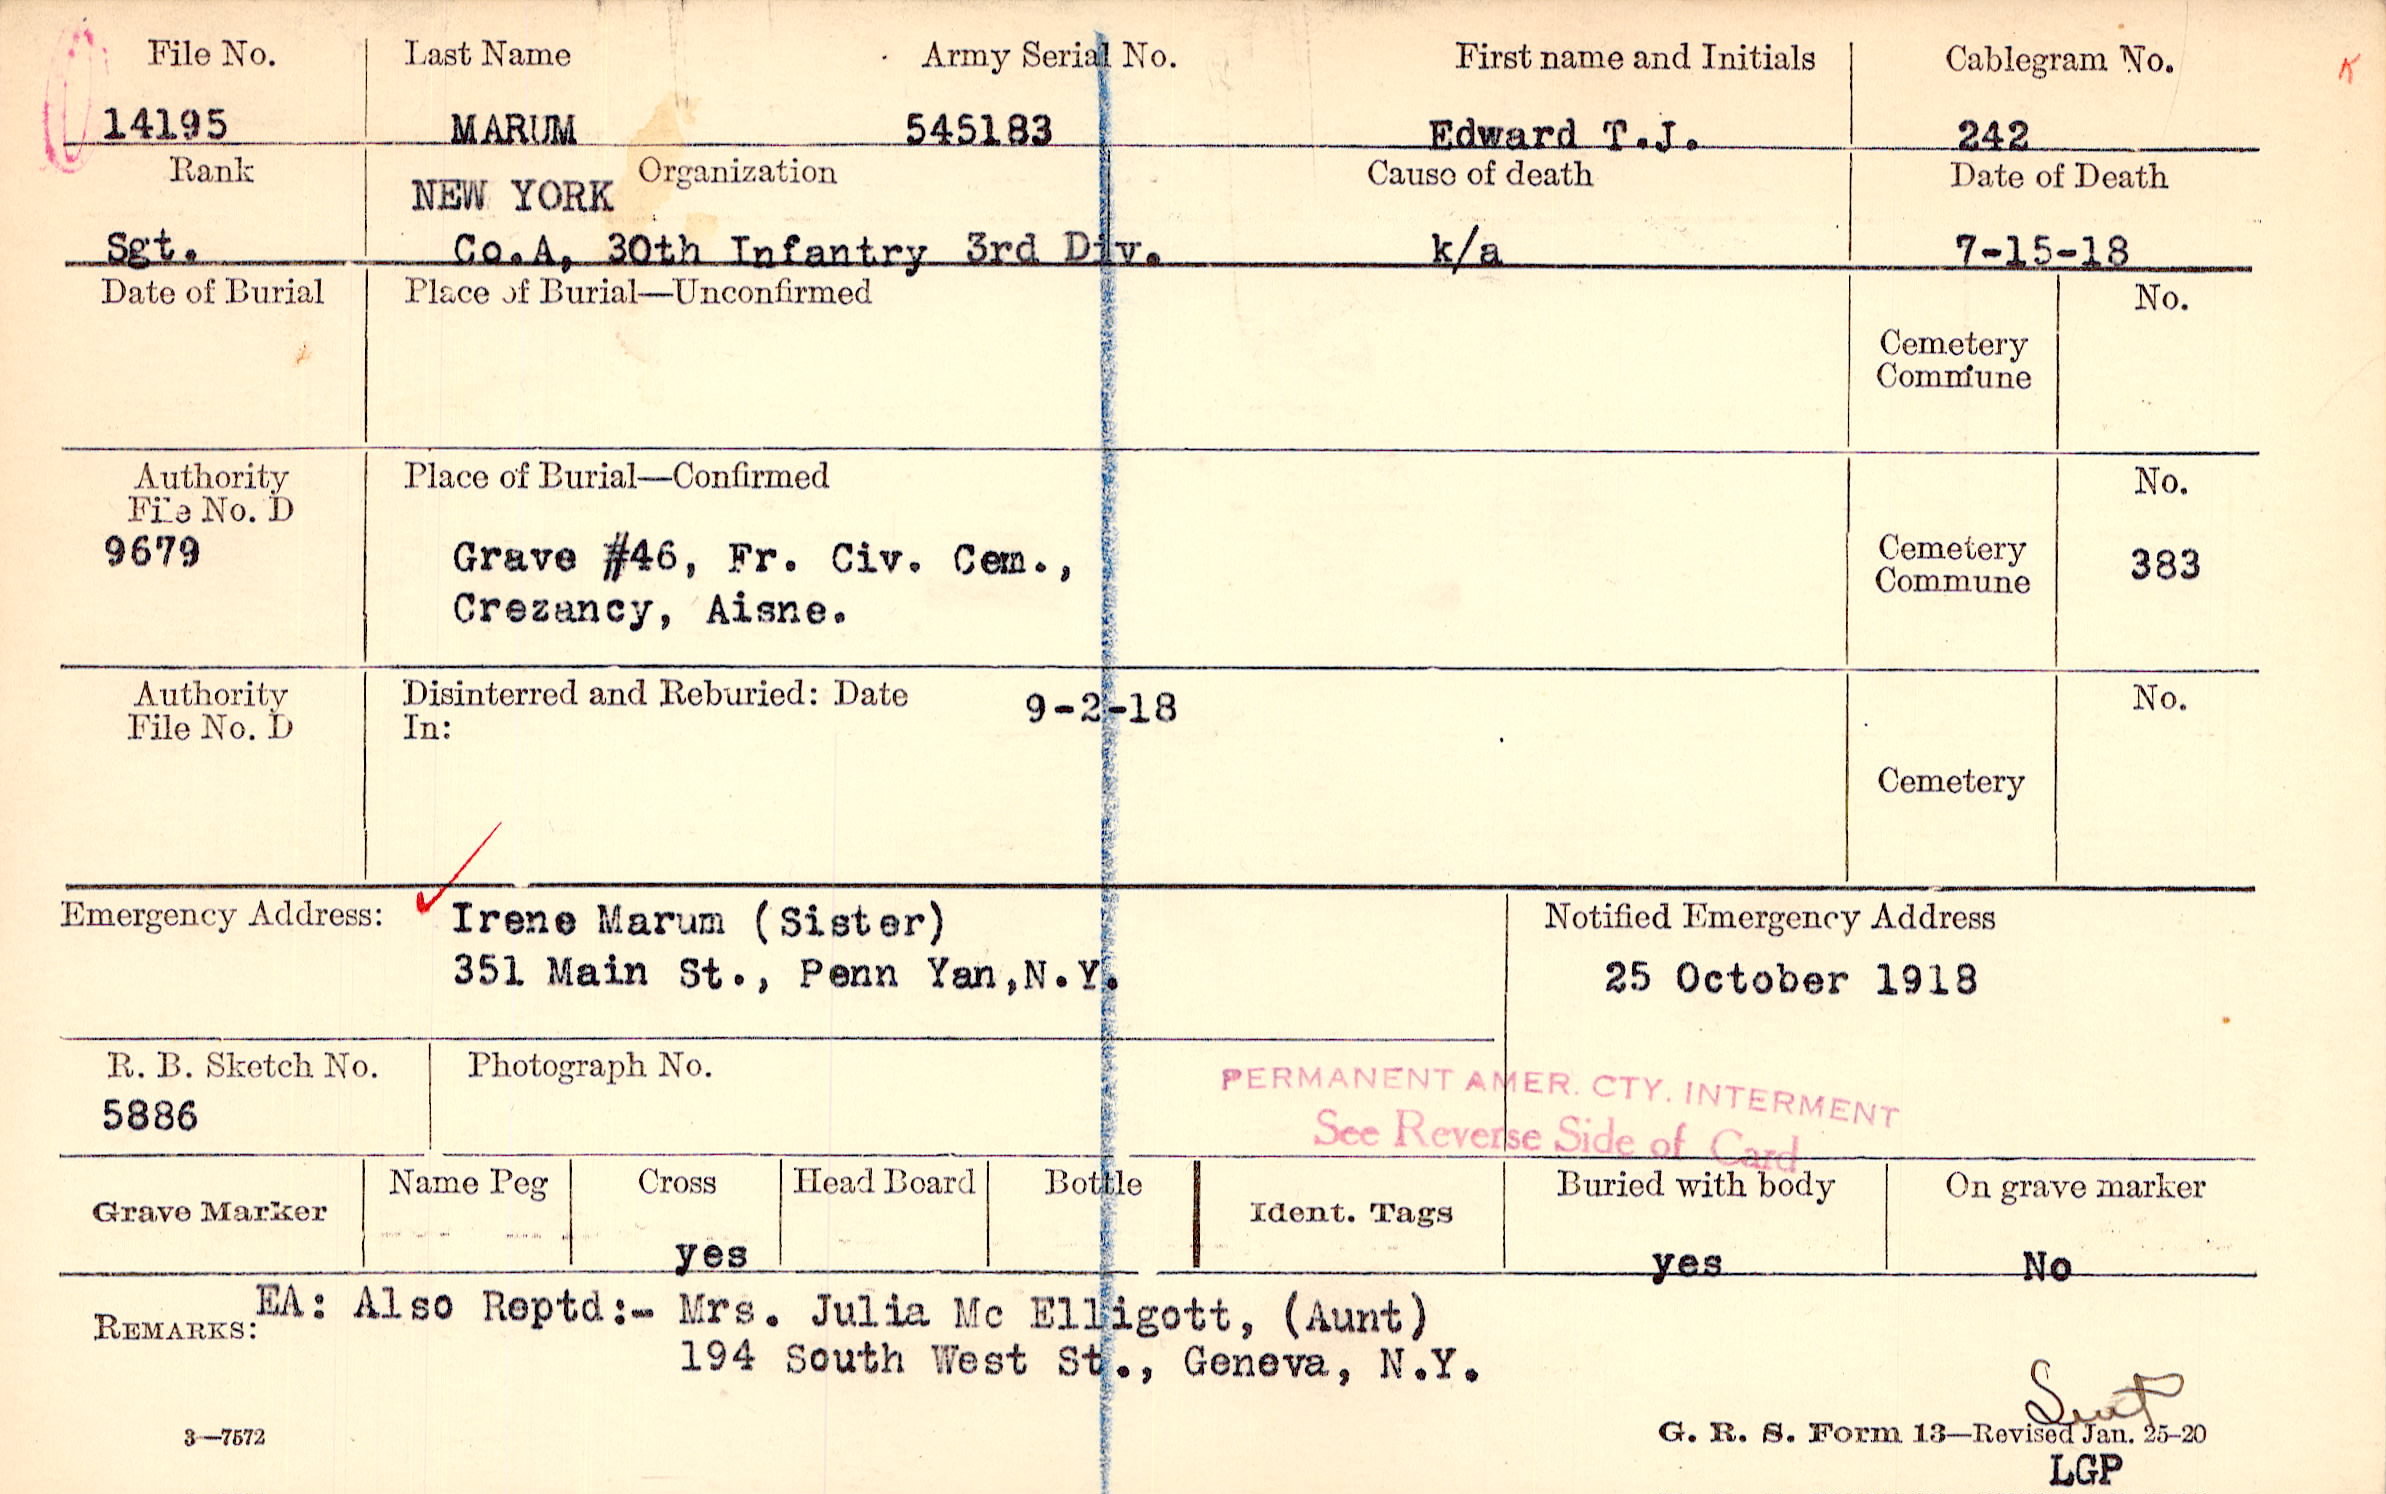 File No. Last Name Army Serial No. First name and Initials Cablegram No. K
14195 MARUM 545183 Edward T.J. 242
Rank Organization Cause of death Date of Death
NEW YORK
Sgt. Co.A, 30th Infantry 3rd Div. k/a 7-15-18
Date of Burial Place of Burial—Unconfirmed No.
Cemetery
Commune
Authority Place of Burial—Confirmed No.
File No. D
9679 Grave #46, Fr. Civ. Cem., Cemetery 383
Commune
Crezancy, Aisne.
Authority Disinterred and Reburied: Date 9-2-18 No.
File No. D In:
Cemetery
Emergency Address: Irene Marum (Sister) Notified Emergency Address
351 Main St., Penn Yan,N.Y. 25 October 1918
R. B. Sketch No. Photograph No.
5886
PERMANENT AMER. CTY. INTERMENT
See Reverse Side of Card
Grave Marker Name Peg Cross Head Board Bottle Ident. Tags Buried with body On grave marker
yes yes No
REMARKS: EA: Also Reptd:- Mrs. Julia Mc Elligott, (Aunt)
194 South West St., Geneva, N.Y.
Sent
3—7572 G. R. S. Form 13—Revised Jan. 25-20
LGP